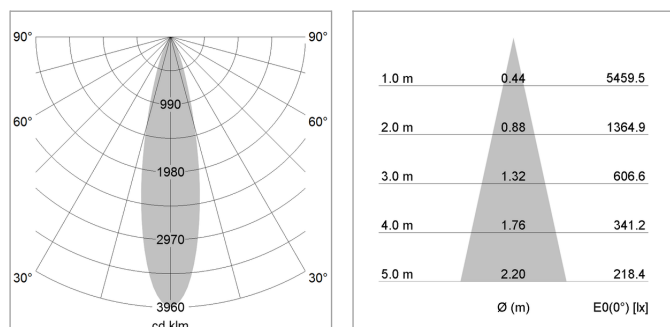 90° 90°
990
60° 60°
1980
2970
30° 30°
3960
cd klm
1.0 m 0.44 5459.5
2.0 m 0.88 1364.9
3.0 m 1.32 606.6
4.0 m 1.76 341.2
5.0 m 2.20 218.4
Ø (m) E0(0°) [lx]